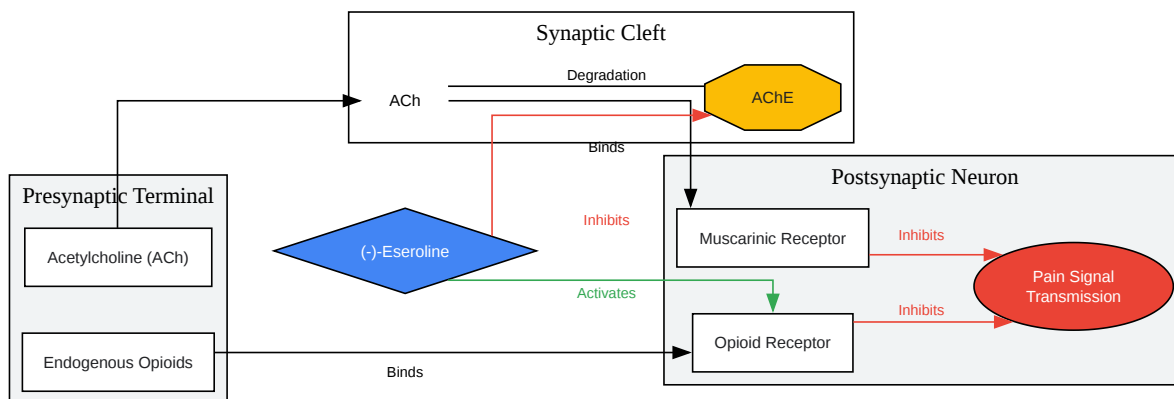 Synaptic Cleft
Degradation
ACh
AChE
Binds
Presynaptic Terminal
Postsynaptic Neuron
Acetylcholine (ACh)
(-)-Eseroline
Inhibits
Muscarinic Receptor
Inhibits
Pain Signal
Transmission
Activates
Inhibits
Opioid Receptor
Endogenous Opioids
Binds